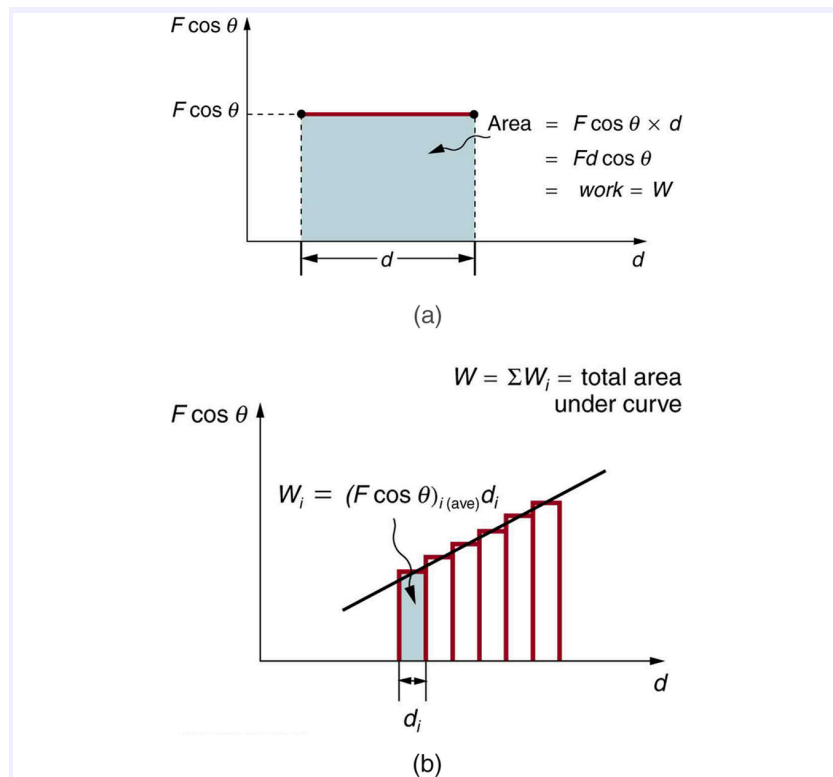 F cos θ
F cos θ
Area = F cos θ × d
= Fd cos θ
= work = W
d
d
(a)
W = ΣWᵢ = total area
under curve
F cos θ
Wᵢ = (F cos θ)ᵢ₍ave₎dᵢ
d
dᵢ
(b)